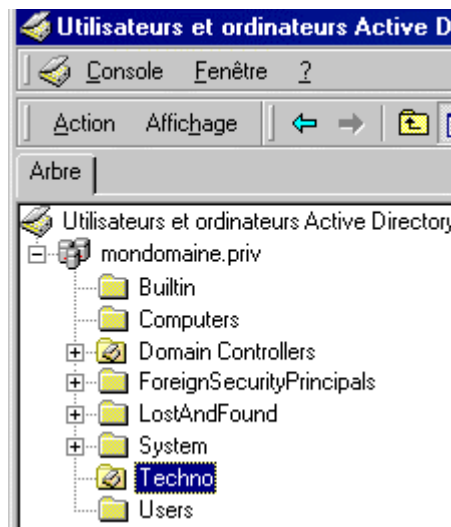 Utilisateurs et ordinateurs Active D
Console Fenêtre ?
Action Affichage
Arbre
Utilisateurs et ordinateurs Active Directory
mondomaine.priv
Builtin
Computers
Domain Controllers
ForeignSecurityPrincipals
LostAndFound
System
Techno
Users